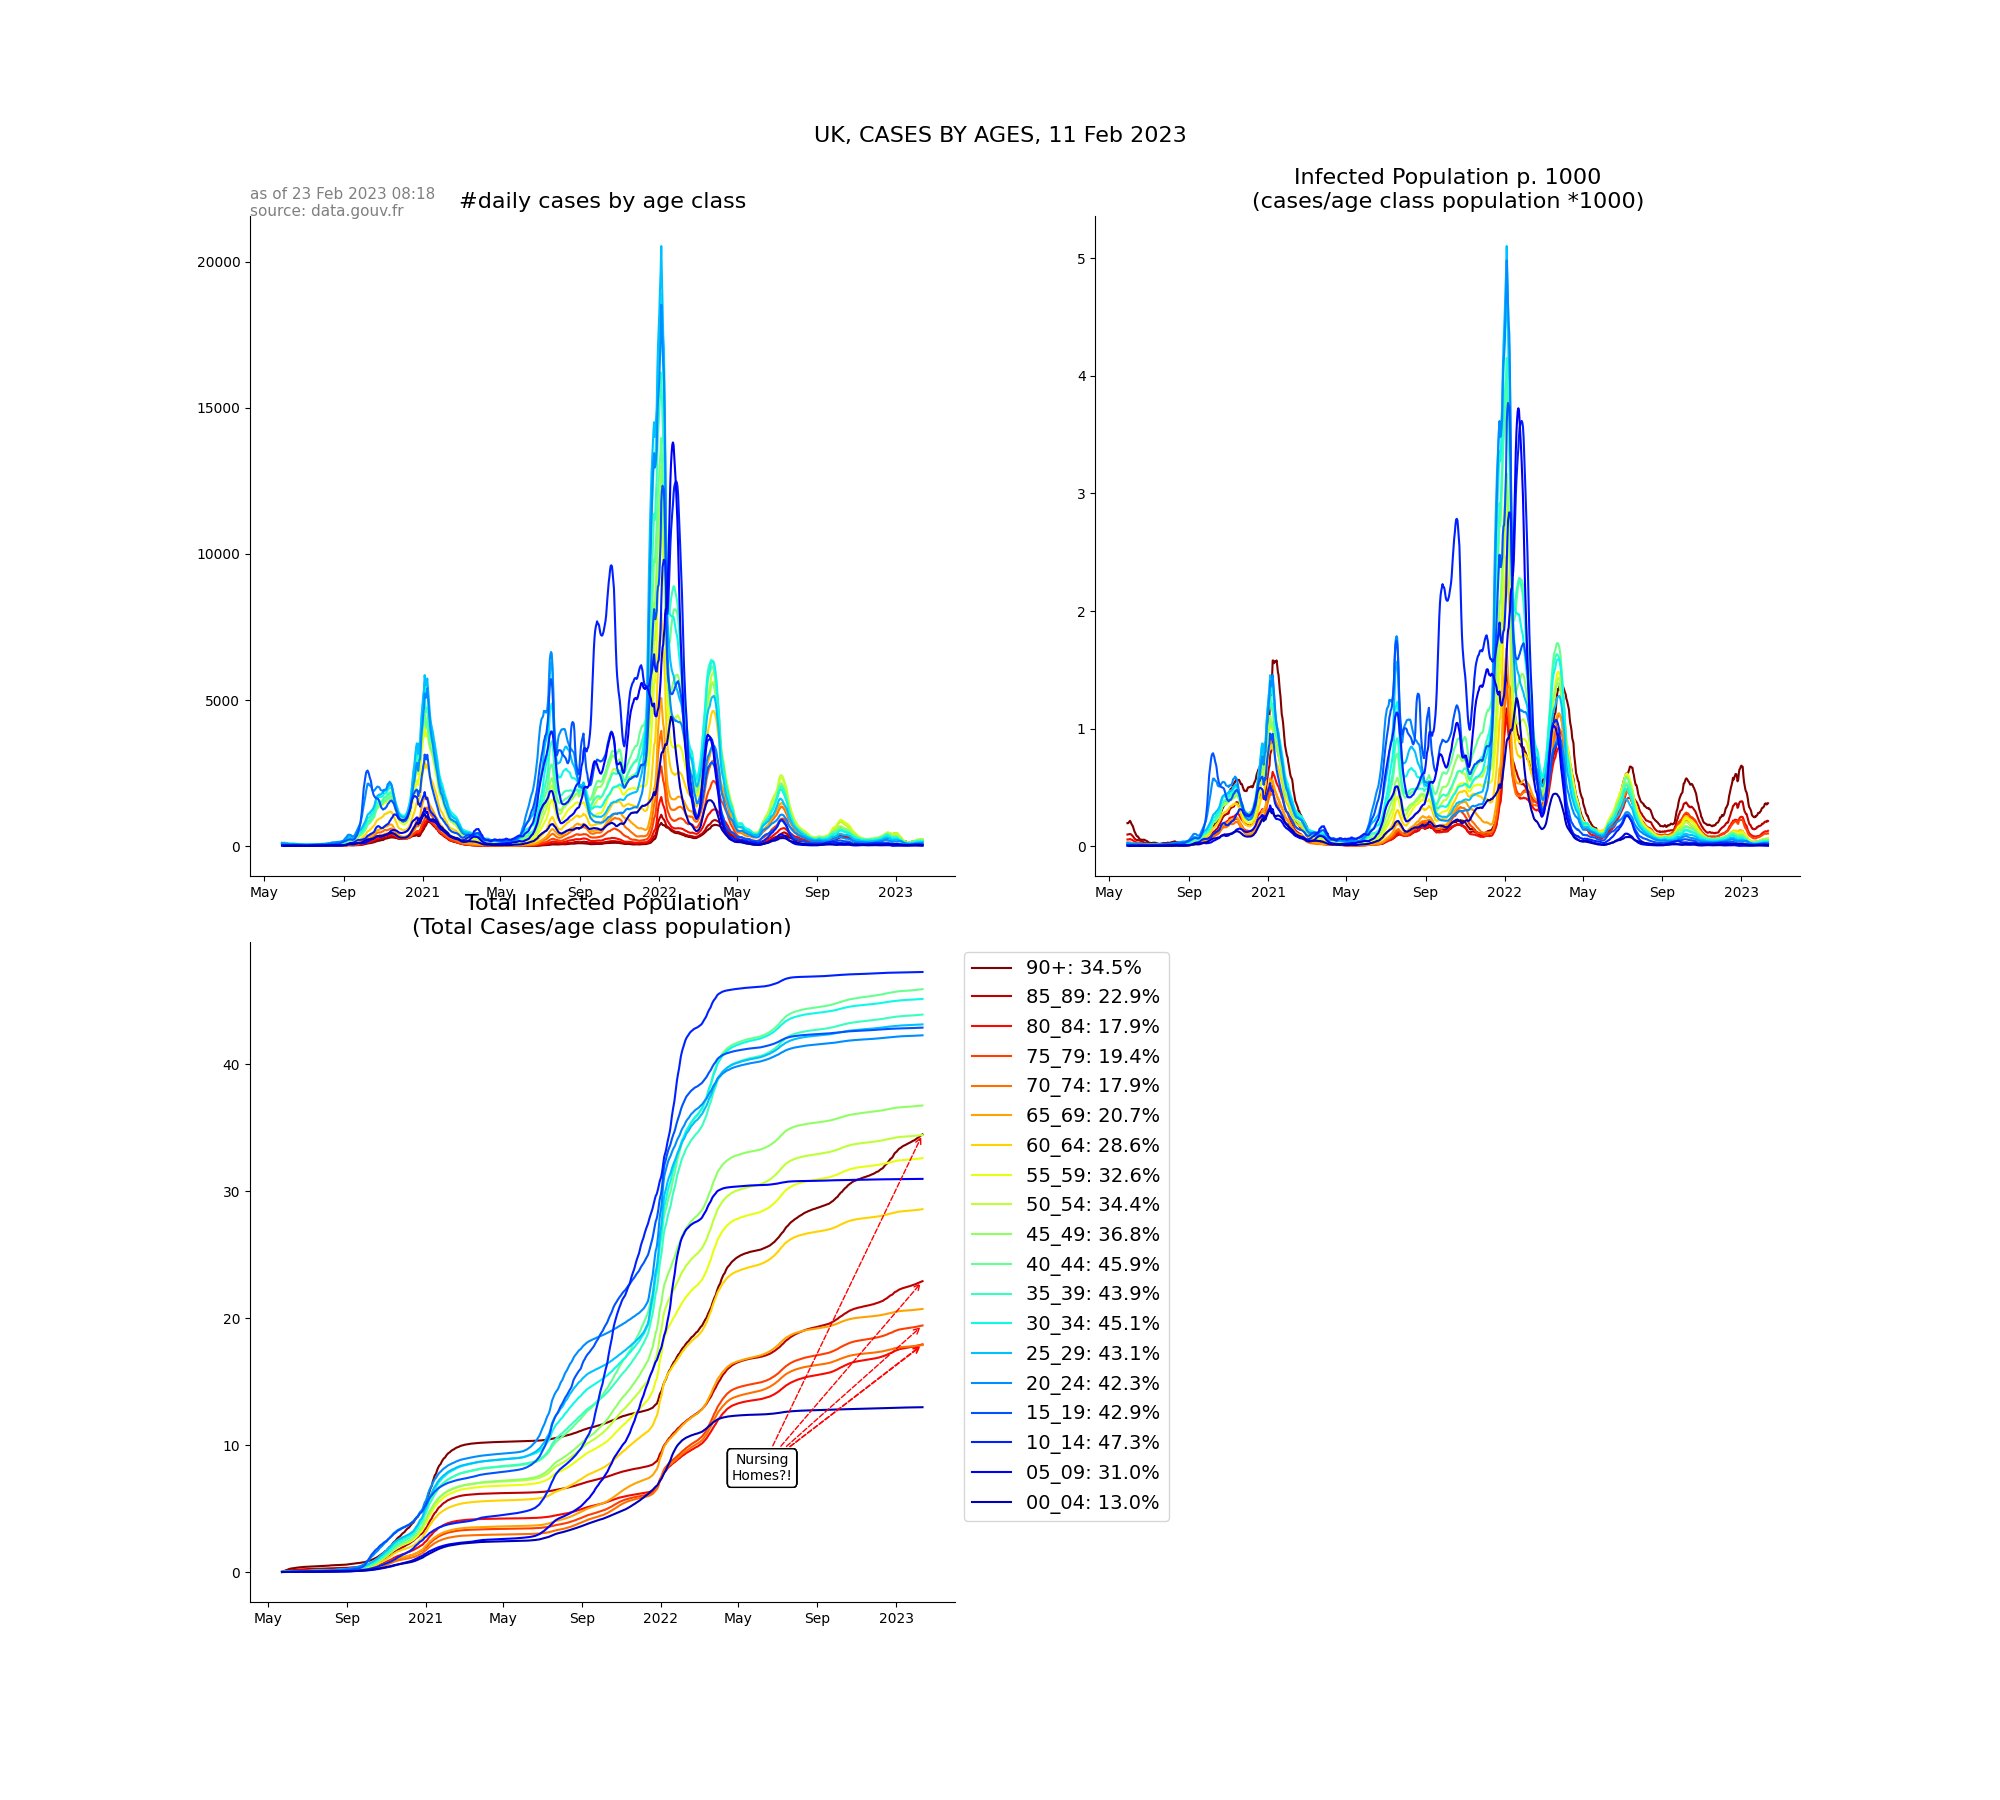 UK, CASES BY AGES, 11 Feb 2023
as of 23 Feb 2023 08:18
source: data.gouv.fr
#daily cases by age class
20000
15000
10000
5000
0
May Sep 2021 May Sep 2022 May Sep 2023
Infected Population p. 1000
(cases/age class population *1000)
5
4
3
2
1
0
May Sep 2021 May Sep 2022 May Sep 2023
Total Infected Population
(Total Cases/age class population)
40
30
20
10
0
May Sep 2021 May Sep 2022 May Sep 2023
Nursing
Homes?!
90+: 34.5%
85_89: 22.9%
80_84: 17.9%
75_79: 19.4%
70_74: 17.9%
65_69: 20.7%
60_64: 28.6%
55_59: 32.6%
50_54: 34.4%
45_49: 36.8%
40_44: 45.9%
35_39: 43.9%
30_34: 45.1%
25_29: 43.1%
20_24: 42.3%
15_19: 42.9%
10_14: 47.3%
05_09: 31.0%
00_04: 13.0%